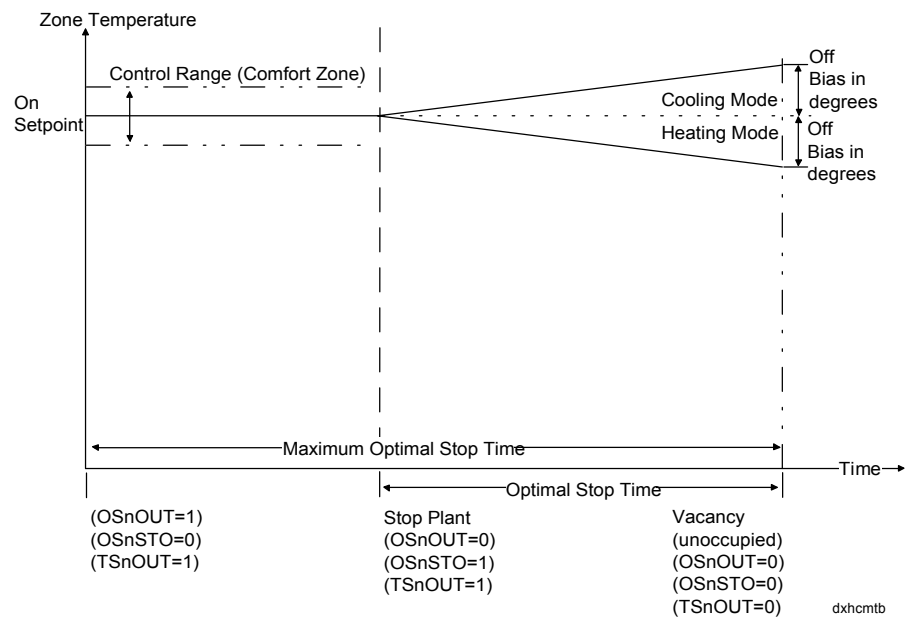 Zone Temperature
Control Range (Comfort Zone)
On
Setpoint
Cooling Mode
Heating Mode
Off
Bias in
degrees
Off
Bias in
degrees
Maximum Optimal Stop Time
Time
Optimal Stop Time
(OSnOUT=1)
(OSnSTO=0)
(TSnOUT=1)
Stop Plant
(OSnOUT=0)
(OSnSTO=1)
(TSnOUT=1)
Vacancy
(unoccupied)
(OSnOUT=0)
(OSnSTO=0)
(TSnOUT=0)
dxhcmtb